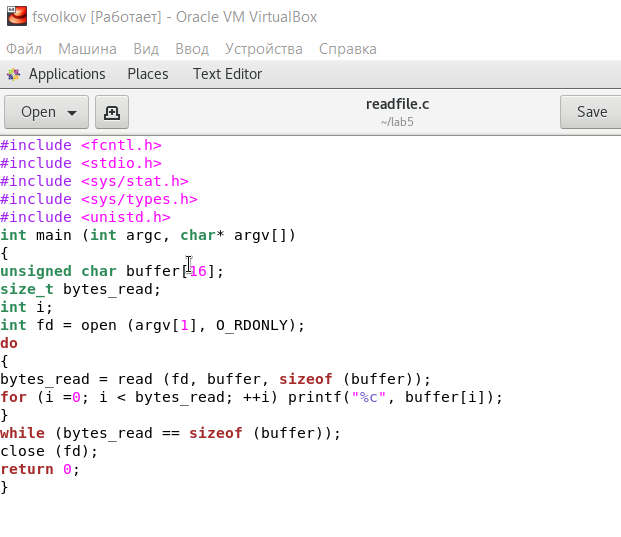 fsvolkov [Работает] - Oracle VM VirtualBox
Файл Машина Вид Ввод Устройства Справка
Applications Places Text Editor
Open readfile.c Save
~/lab5
#include <fcntl.h>
#include <stdio.h>
#include <sys/stat.h>
#include <sys/types.h>
#include <unistd.h>
int main (int argc, char* argv[])
{
unsigned char buffer[16];
size_t bytes_read;
int i;
int fd = open (argv[1], O_RDONLY);
do
{
bytes_read = read (fd, buffer, sizeof (buffer));
for (i =0; i < bytes_read; ++i) printf("%c", buffer[i]);
}
while (bytes_read == sizeof (buffer));
close (fd);
return 0;
}